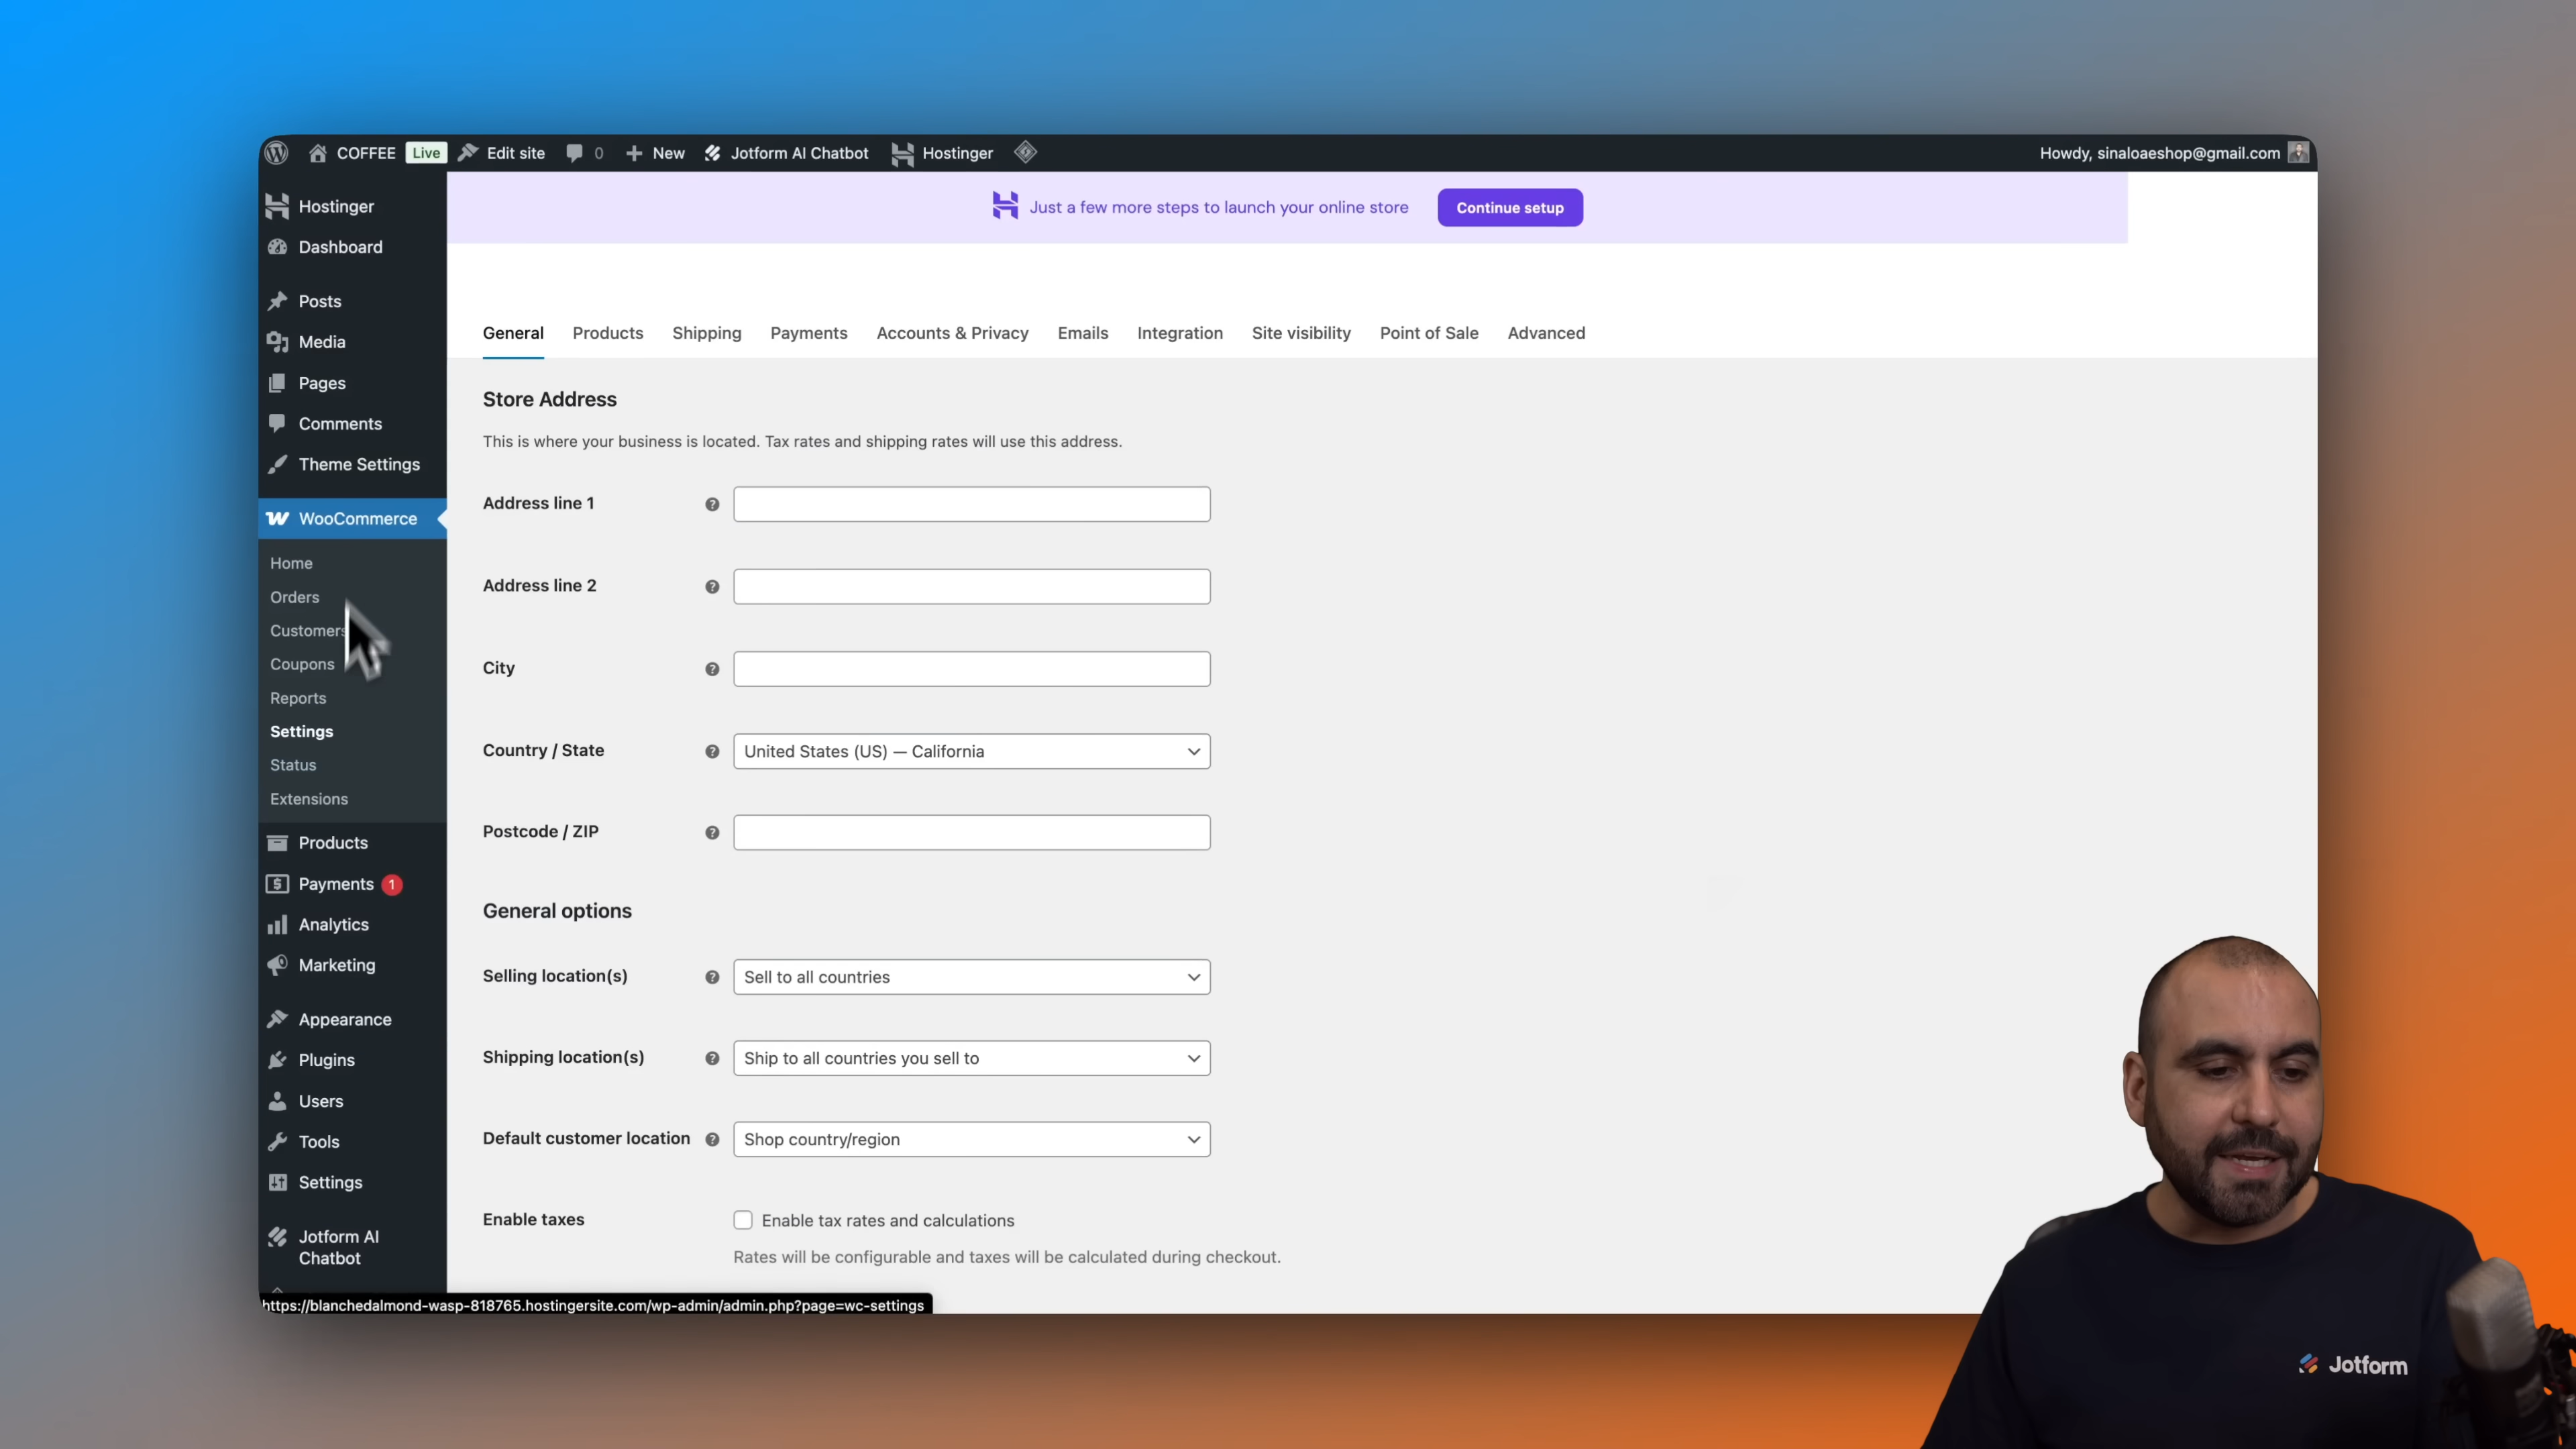 COFFEE Live Edit site 0 New Jotform AI Chatbot Hostinger Howdy, sinaloaeshop@gmail.com
Hostinger
Dashboard
Posts
Media
Pages
Comments
Theme Settings
WooCommerce
Home
Orders
Customers
Coupons
Reports
Settings
Status
Extensions
Products
Payments 1
Analytics
Marketing
Appearance
Plugins
Users
Tools
Settings
Jotform AI
Chatbot
Just a few more steps to launch your online store Continue setup
General Products Shipping Payments Accounts & Privacy Emails Integration Site visibility Point of Sale Advanced
Store Address
This is where your business is located. Tax rates and shipping rates will use this address.
Address line 1
Address line 2
City
Country / State United States (US) — California
Postcode / ZIP
General options
Selling location(s) Sell to all countries
Shipping location(s) Ship to all countries you sell to
Default customer location Shop country/region
Enable taxes Enable tax rates and calculations
Rates will be configurable and taxes will be calculated during checkout.
https://blanchedalmond-wasp-818765.hostingersite.com/wp-admin/admin.php?page=wc-settings
Jotform